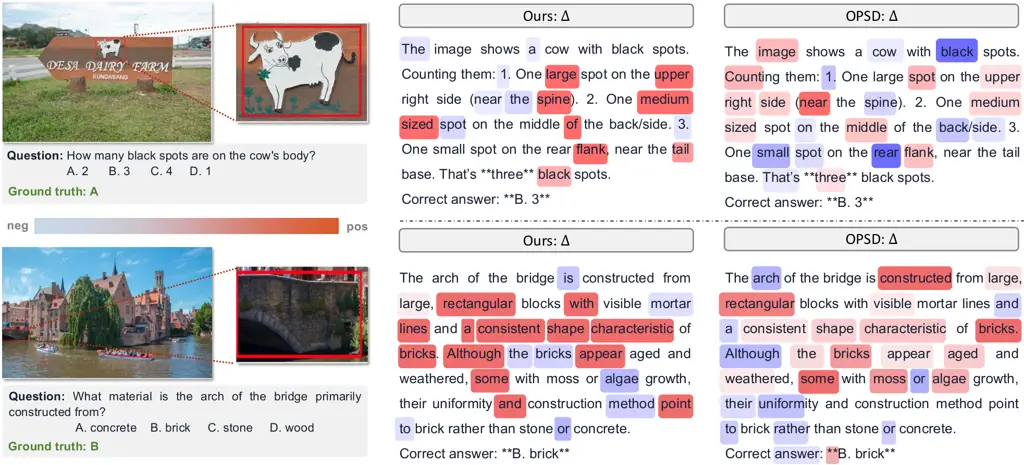 DESA DAIRY FARM
KUNDASANG
Question: How many black spots are on the cow's body?
A. 2 B. 3 C. 4 D. 1
Ground truth: A
neg
pos
Question: What material is the arch of the bridge primarily
constructed from?
A. concrete B. brick C. stone D. wood
Ground truth: B
Ours: Δ
The image shows a cow with black spots.
Counting them: 1. One large spot on the upper
right side (near the spine). 2. One medium
sized spot on the middle of the back/side. 3.
One small spot on the rear flank, near the tail
base. That's **three** black spots.
Correct answer: **B. 3**
OPSD: Δ
The image shows a cow with black spots.
Counting them: 1. One large spot on the upper
right side (near the spine). 2. One medium
sized spot on the middle of the back/side. 3.
One small spot on the rear flank, near the tail
base. That's **three** black spots.
Correct answer: **B. 3**
Ours: Δ
The arch of the bridge is constructed from
large, rectangular blocks with visible mortar
lines and a consistent shape characteristic of
bricks. Although the bricks appear aged and
weathered, some with moss or algae growth,
their uniformity and construction method point
to brick rather than stone or concrete.
Correct answer: **B. brick**
OPSD: Δ
The arch of the bridge is constructed from large,
rectangular blocks with visible mortar lines and
a consistent shape characteristic of bricks.
Although the bricks appear aged and
weathered, some with moss or algae growth,
their uniformity and construction method point
to brick rather than stone or concrete.
Correct answer: **B. brick**